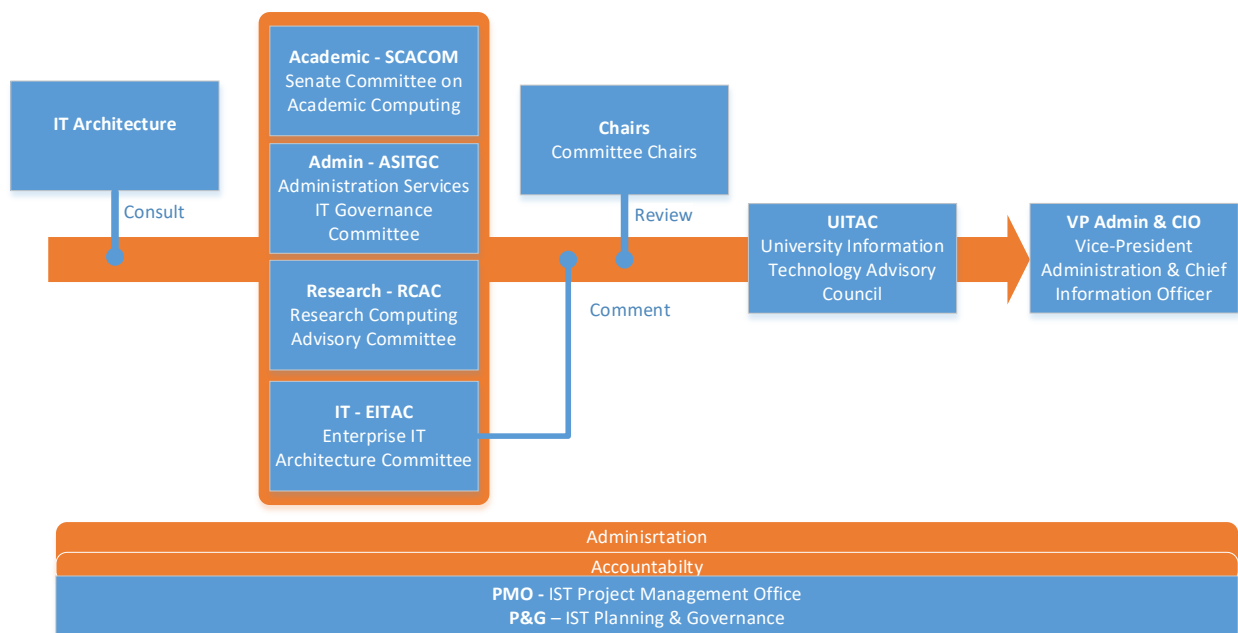 IT Architecture
Consult
Academic - SCACOM
Senate Committee on
Academic Computing
Admin - ASITGC
Administration Services
IT Governance
Committee
Research - RCAC
Research Computing
Advisory Committee
IT - EITAC
Enterprise IT
Architecture Committee
Chairs
Committee Chairs
Review
Comment
UITAC
University Information
Technology Advisory
Council
VP Admin & CIO
Vice-President
Administration & Chief
Information Officer
Adminisrtation
Accountabilty
PMO - IST Project Management Office
P&G – IST Planning & Governance